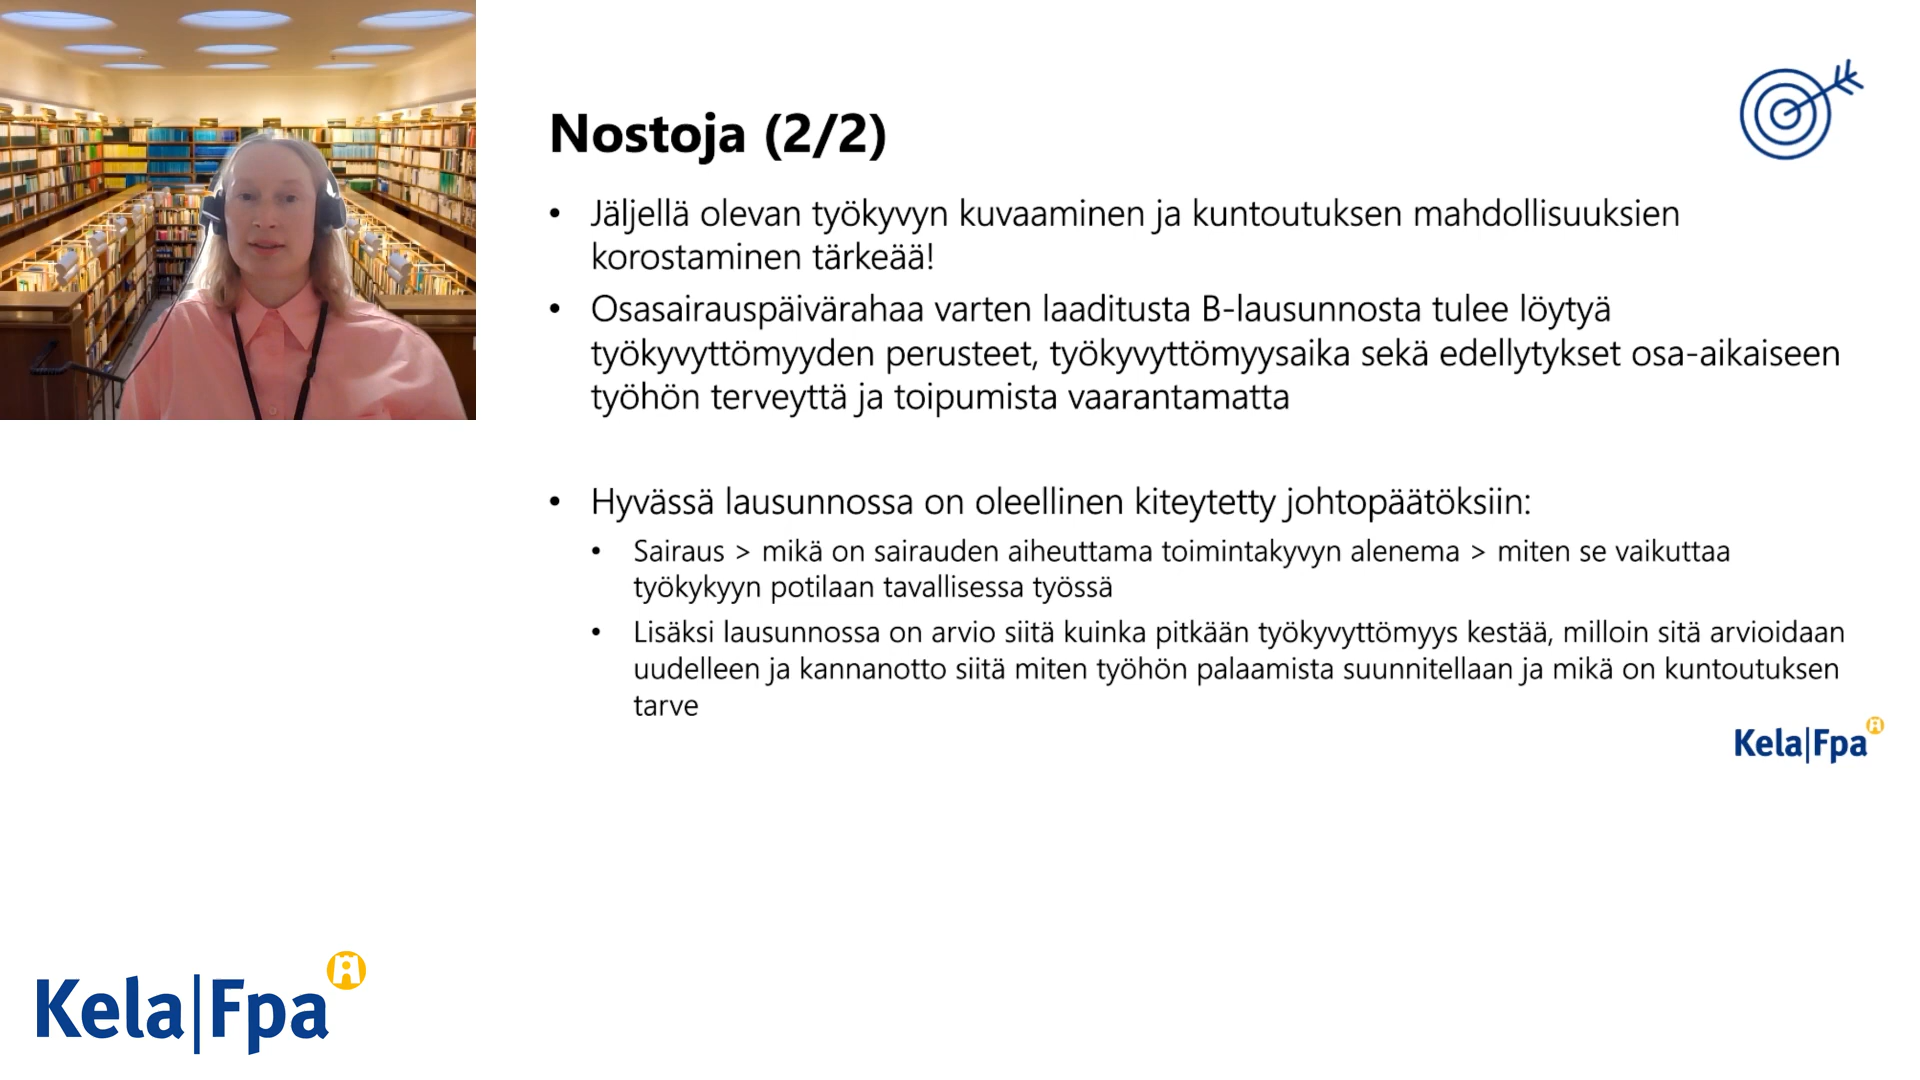 Nostoja (2/2)
• Jäljellä olevan työkyvyn kuvaaminen ja kuntoutuksen mahdollisuuksien
korostaminen tärkeää!
• Osasairauspäivärahaa varten laaditusta B-lausunnosta tulee löytyä
työkyvyttömyyden perusteet, työkyvyttömyysaika sekä edellytykset osa-aikaiseen
työhön terveyttä ja toipumista vaarantamatta
• Hyvässä lausunnossa on oleellinen kiteytetty johtopäätöksiin:
• Sairaus > mikä on sairauden aiheuttama toimintakyvyn alenema > miten se vaikuttaa
työkykyyn potilaan tavallisessa työssä
• Lisäksi lausunnossa on arvio siitä kuinka pitkään työkyvyttömyys kestää, milloin sitä arvioidaan
uudelleen ja kannanotto siitä miten työhön palaamista suunnitellaan ja mikä on kuntoutuksen
tarve
Kela|Fpa
Kela|Fpa